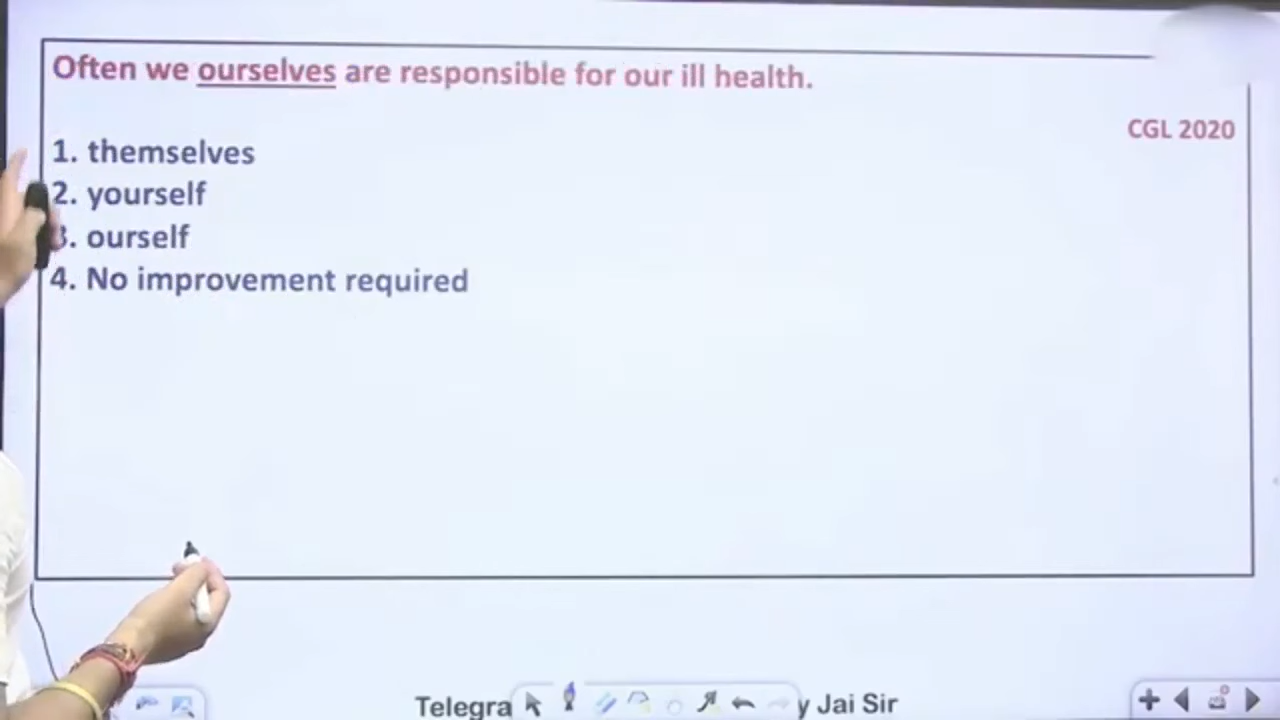 Often we ourselves are responsible for our ill health.
CGL 2020
1. themselves
2. yourself
3. ourself
4. No improvement required
Telegra y Jai Sir